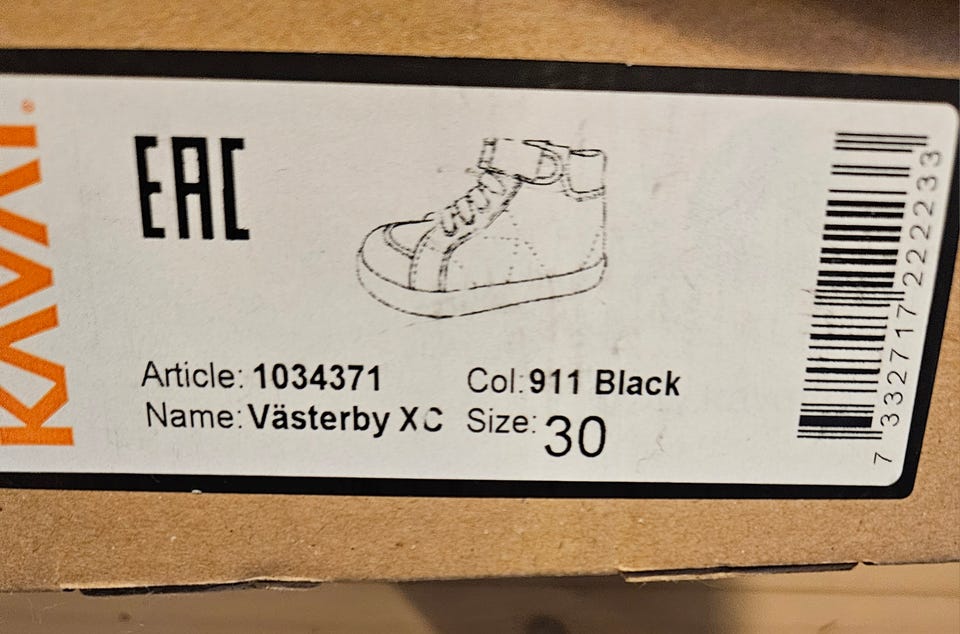 KAVAT®
EAC
Article: 1034371
Name: Västerby XC
Col: 911 Black
Size: 30
7 332717 222233